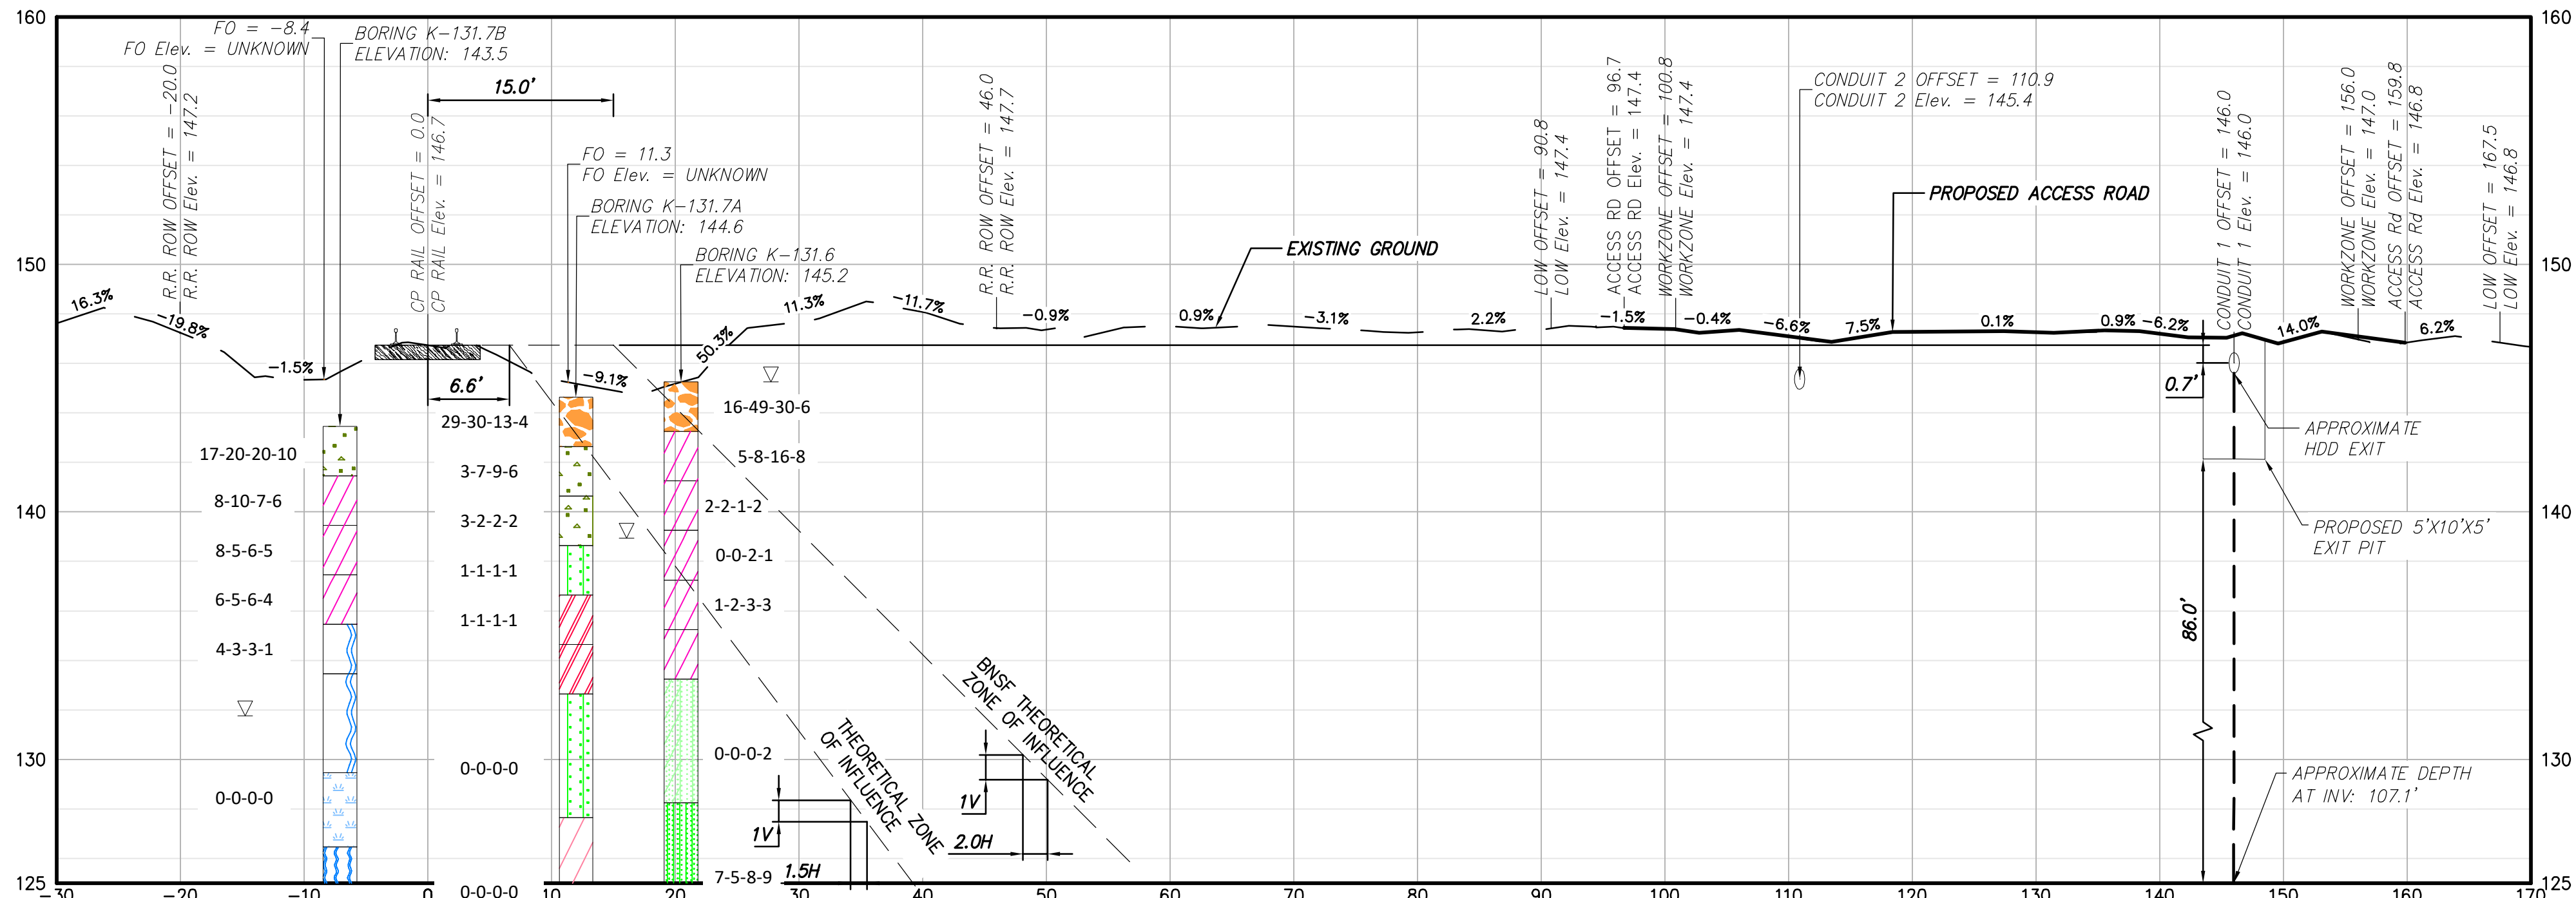 160
160
FO = -8.4
FO Elev. = UNKNOWN
BORING K-131.7B
ELEVATION: 143.5
15.0'
R.R. ROW OFFSET = -20.0
R.R. ROW Elev. = 147.2
CP RAIL OFFSET = 0.0
CP RAIL Elev. = 146.7
FO = 11.3
FO Elev. = UNKNOWN
BORING K-131.7A
ELEVATION: 144.6
BORING K-131.6
ELEVATION: 145.2
R.R. ROW OFFSET = 46.0
R.R. ROW Elev. = 147.7
EXISTING GROUND
LOW OFFSET = 90.8
LOW Elev. = 147.4
ACCESS RD OFFSET = 96.7
ACCESS RD Elev. = 147.4
WORKZONE OFFSET = 100.8
WORKZONE Elev. = 147.4
CONDUIT 2 OFFSET = 110.9
CONDUIT 2 Elev. = 145.4
PROPOSED ACCESS ROAD
CONDUIT 1 OFFSET = 146.0
CONDUIT 1 Elev. = 146.0
WORKZONE OFFSET = 156.0
WORKZONE Elev. = 147.0
ACCESS Rd OFFSET = 159.8
ACCESS Rd Elev. = 146.8
LOW OFFSET = 167.5
LOW Elev. = 146.8
150
150
16.3%
-19.8%
-1.5%
-9.1%
50.3%
11.3%
-11.7%
-0.9%
0.9%
-3.1%
2.2%
-1.5%
-0.4%
-6.6%
7.5%
0.1%
0.9%
-6.2%
14.0%
6.2%
6.6'
0.7'
17-20-20-10
8-10-7-6
8-5-6-5
6-5-6-4
4-3-3-1
0-0-0-0
29-30-13-4
3-7-9-6
3-2-2-2
1-1-1-1
1-1-1-1
0-0-0-0
0-0-0-0
16-49-30-6
5-8-16-8
2-2-1-2
0-0-2-1
1-2-3-3
0-0-0-2
7-5-8-9
APPROXIMATE
HDD EXIT
PROPOSED 5'X10'X5'
EXIT PIT
140
140
86.0'
BNSF THEORETICAL
ZONE OF INFLUENCE
THEORETICAL ZONE
OF INFLUENCE
1V
2.0H
1V
1.5H
APPROXIMATE DEPTH
AT INV: 107.1'
130
130
125
125
-30
-20
-10
0
10
20
30
40
50
60
70
80
90
100
110
120
130
140
150
160
170